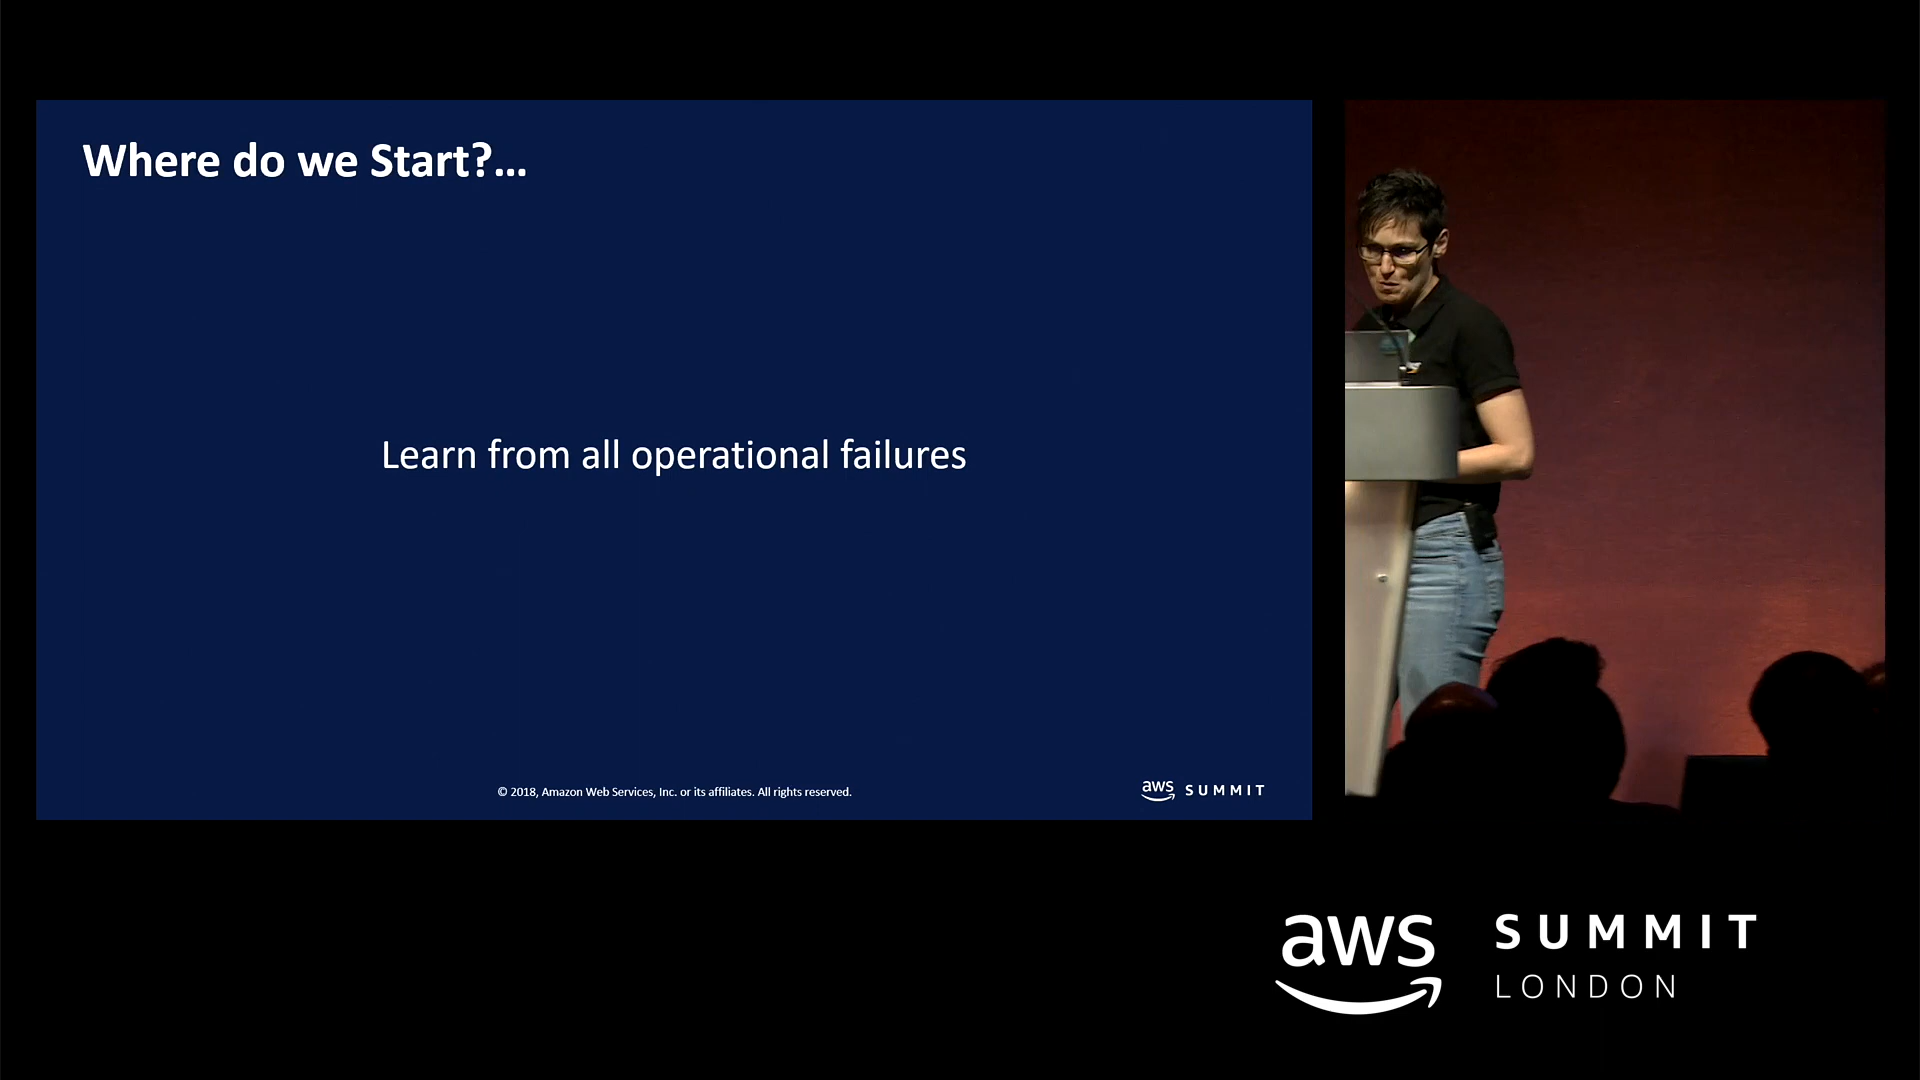 Where do we Start?...
Learn from all operational failures
© 2018, Amazon Web Services, Inc. or its affiliates. All rights reserved.
aws SUMMIT
aws SUMMIT
LONDON